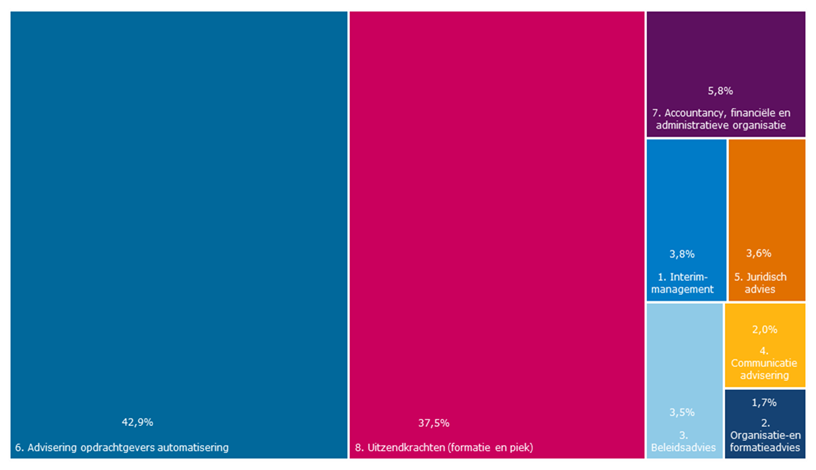 42,9%
6. Advisering opdrachtgevers automatisering
37,5%
8. Uitzendkrachten (formatie en piek)
5,8%
7. Accountancy, financiële en
administratieve organisatie
3,8%
1. Interim-
management
3,6%
5. Juridisch
advies
3,5%
3.
Beleidsadvies
2,0%
4.
Communicatie
advisering
1,7%
2.
Organisatie-en
formatieadvies